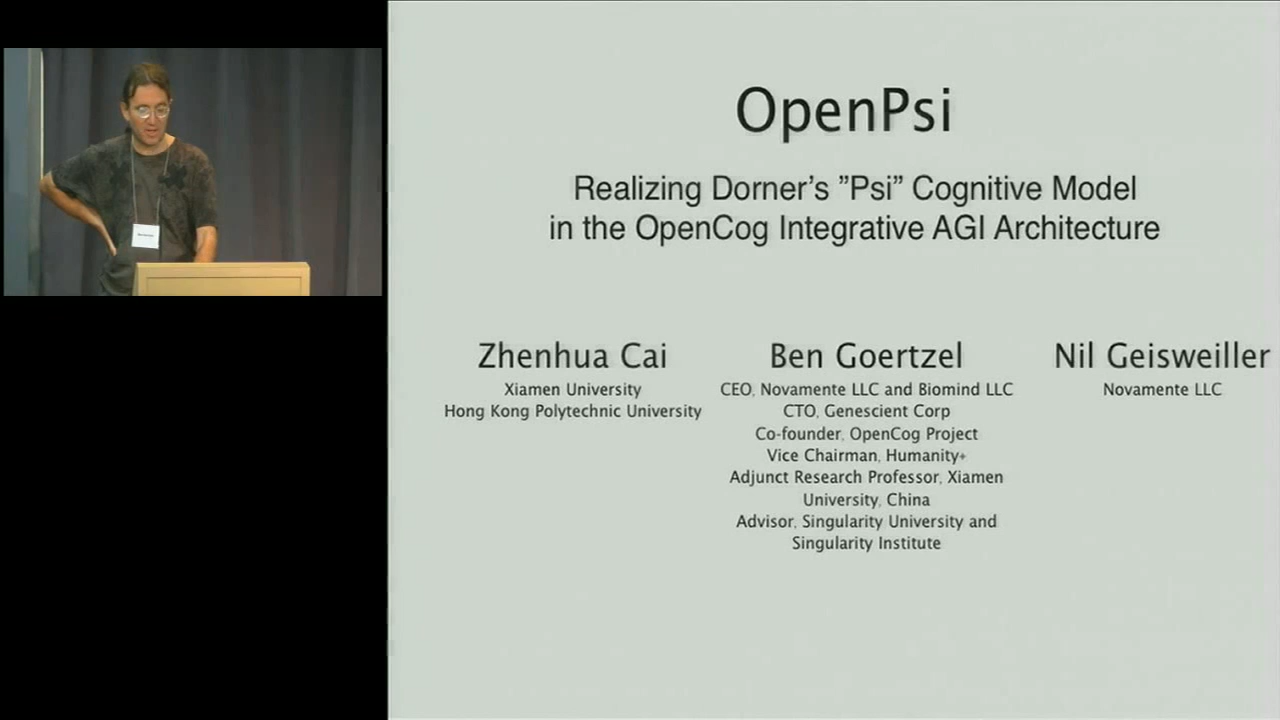 OpenPsi
Realizing Dorner's ”Psi” Cognitive Model
in the OpenCog Integrative AGI Architecture
Zhenhua Cai
Xiamen University
Hong Kong Polytechnic University
Ben Goertzel
CEO, Novamente LLC and Biomind LLC
CTO, Genescient Corp
Co-founder, OpenCog Project
Vice Chairman, Humanity+
Adjunct Research Professor, Xiamen
University, China
Advisor, Singularity University and
Singularity Institute
Nil Geisweiller
Novamente LLC